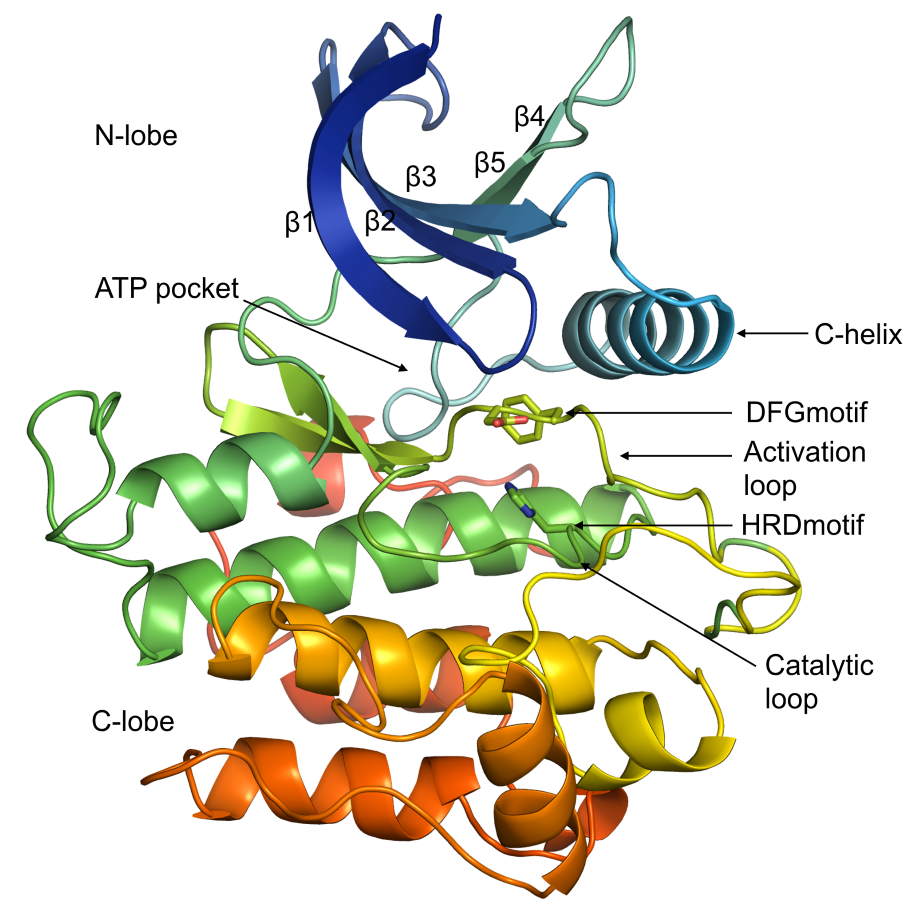 β4
N-lobe
β5
β3
β1
β2
ATP pocket
C-helix
DFGmotif
Activation
loop
HRDmotif
Catalytic
loop
C-lobe